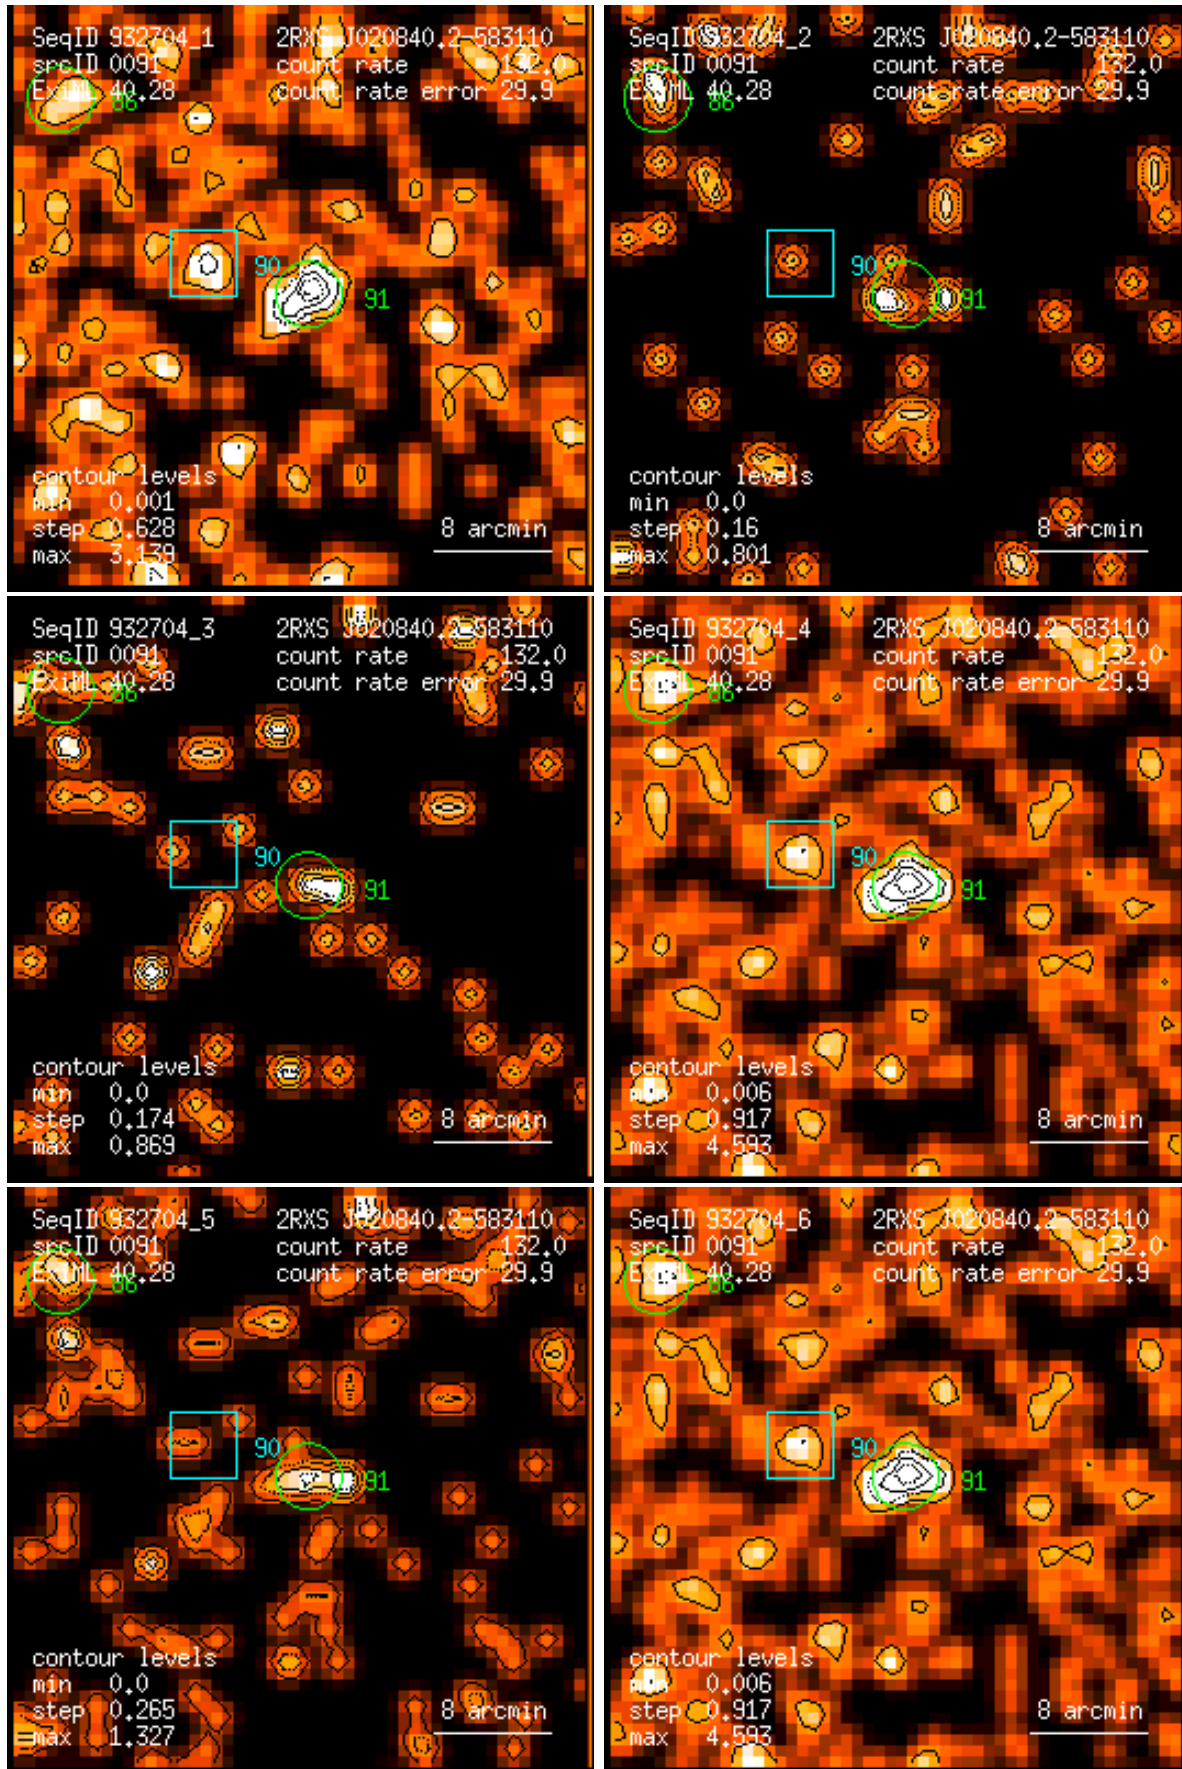 SeqID 932704_1 2RXS J020840.2-583110
srcID 0091 count rate 132.0
ExiML 40.28 count rate error 29.9
86
90
91
contour levels
min 0.001
step 0.628 8 arcmin
max 3.139
SeqID 932704_2 2RXS J020840.2-583110
srcID 0091 count rate 132.0
ExiML 40.28 count rate error 29.9
86
90
91
contour levels
min 0.0
step 0.16 8 arcmin
max 0.801
SeqID 932704_3 2RXS J020840.2-583110
srcID 0091 count rate 132.0
ExiML 40.28 count rate error 29.9
86
90
91
contour levels
min 0.0
step 0.174 8 arcmin
max 0.869
SeqID 932704_4 2RXS J020840.2-583110
srcID 0091 count rate 132.0
ExiML 40.28 count rate error 29.9
86
90
91
contour levels
min 0.006
step 0.917 8 arcmin
max 4.593
SeqID 932704_5 2RXS J020840.2-583110
srcID 0091 count rate 132.0
ExiML 40.28 count rate error 29.9
86
90
91
contour levels
min 0.0
step 0.265 8 arcmin
max 1.327
SeqID 932704_6 2RXS J020840.2-583110
srcID 0091 count rate 132.0
ExiML 40.28 count rate error 29.9
86
90
91
contour levels
min 0.006
step 0.917 8 arcmin
max 4.593